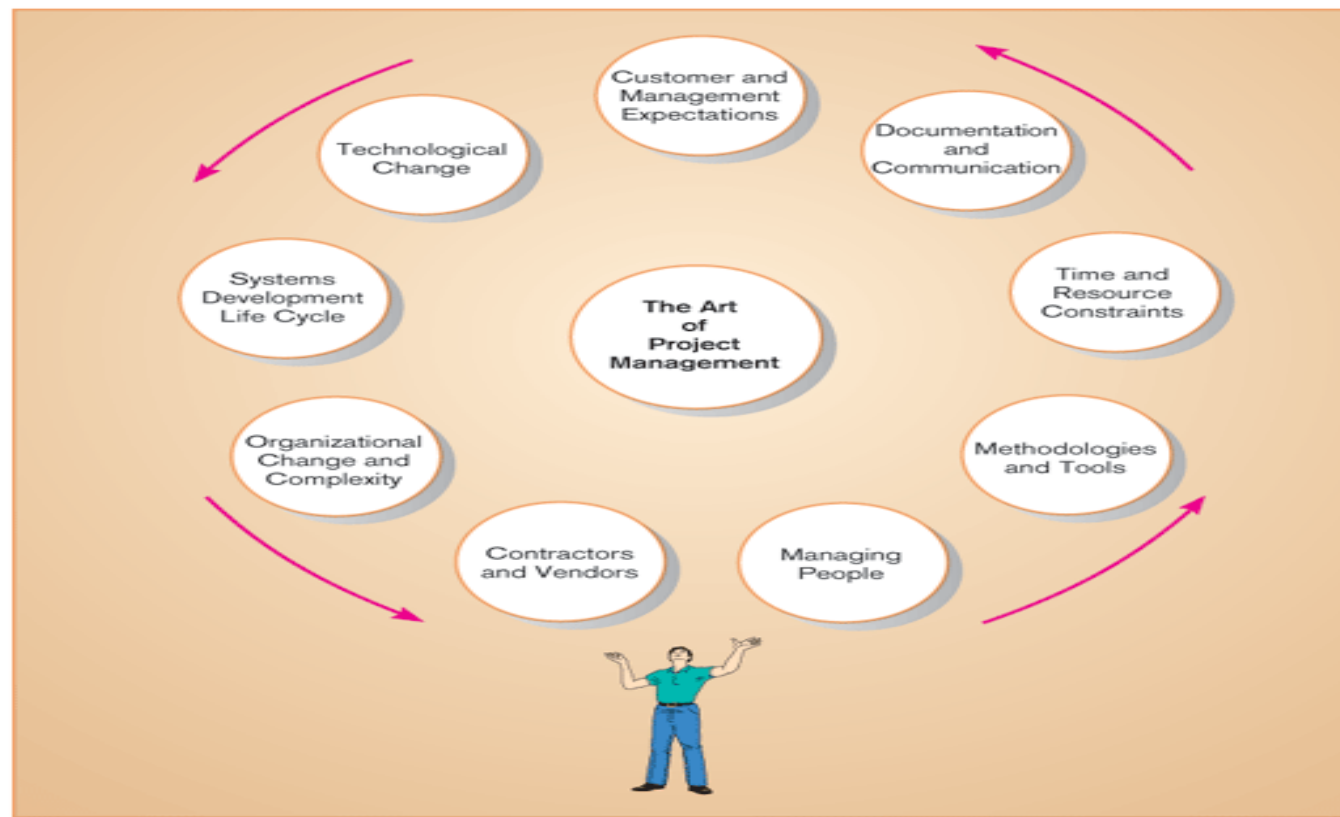 Customer and
Management
Expectations
Documentation
and
Communication
Technological
Change
Time and
Resource
Constraints
Systems
Development
Life Cycle
The Art
of
Project
Management
Methodologies
and Tools
Organizational
Change and
Complexity
Contractors
and Vendors
Managing
People